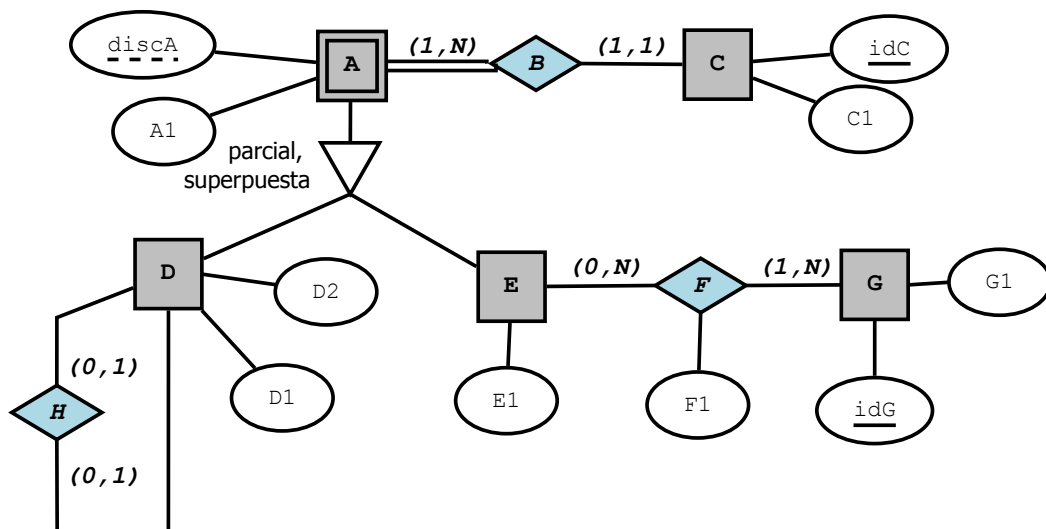 discA
(1,N)
(1,1)
A
B
C
idC
A1
C1
parcial,
superpuesta
D
D2
E
(0,N)
F
(1,N)
G
G1
(0,1)
D1
E1
F1
idG
H
(0,1)